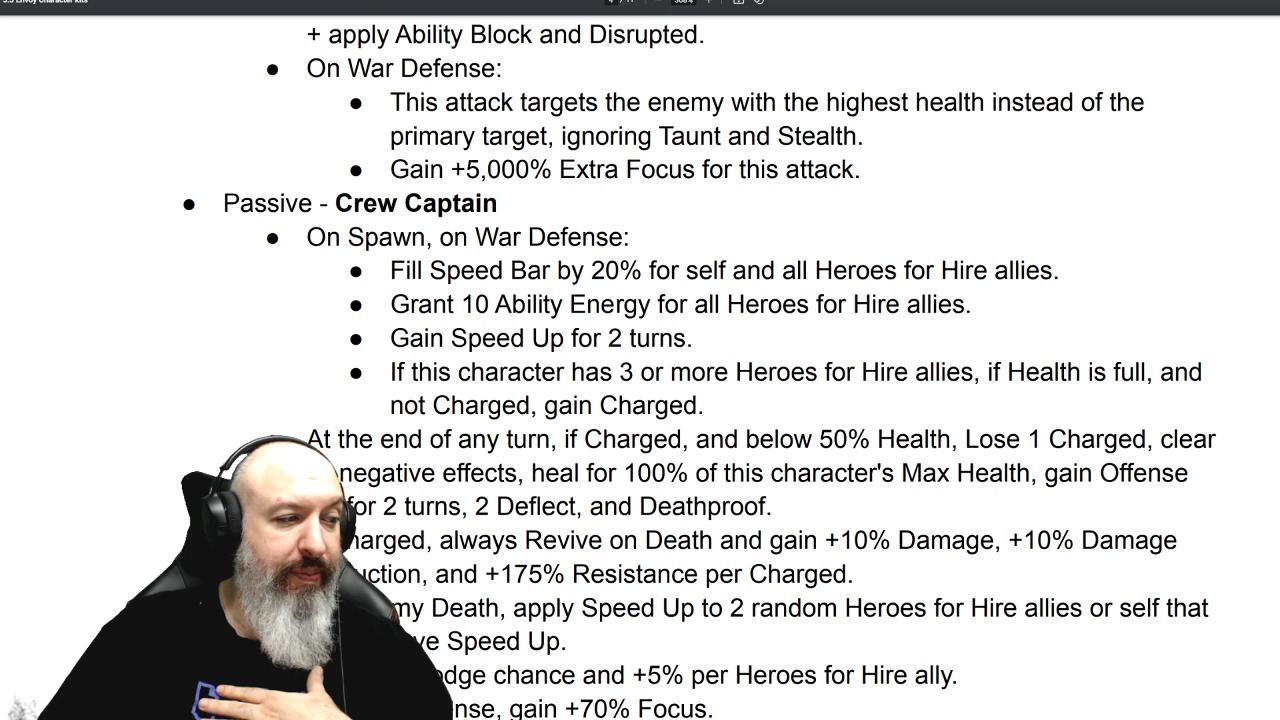 5.5 Envoy Character Kits
+ apply Ability Block and Disrupted.
● On War Defense:
● This attack targets the enemy with the highest health instead of the
primary target, ignoring Taunt and Stealth.
● Gain +5,000% Extra Focus for this attack.
● Passive - Crew Captain
● On Spawn, on War Defense:
● Fill Speed Bar by 20% for self and all Heroes for Hire allies.
● Grant 10 Ability Energy for all Heroes for Hire allies.
● Gain Speed Up for 2 turns.
● If this character has 3 or more Heroes for Hire allies, if Health is full, and
not Charged, gain Charged.
At the end of any turn, if Charged, and below 50% Health, Lose 1 Charged, clear
negative effects, heal for 100% of this character's Max Health, gain Offense
for 2 turns, 2 Deflect, and Deathproof.
harged, always Revive on Death and gain +10% Damage, +10% Damage
uction, and +175% Resistance per Charged.
my Death, apply Speed Up to 2 random Heroes for Hire allies or self that
ve Speed Up.
dge chance and +5% per Heroes for Hire ally.
nse, gain +70% Focus.